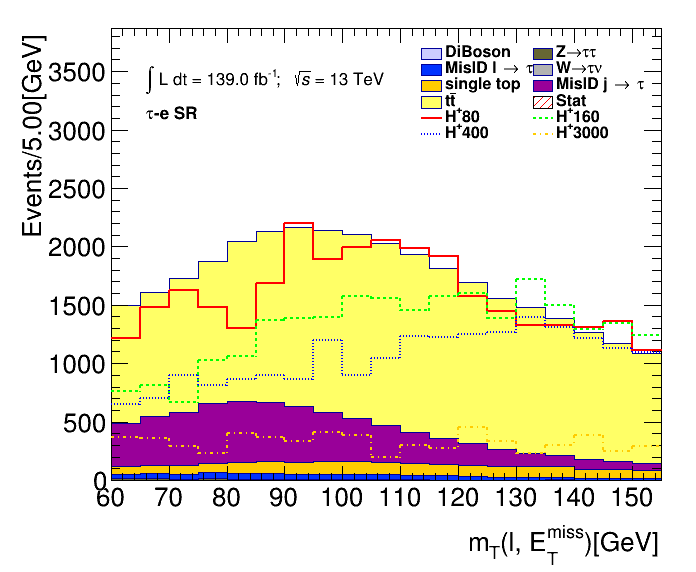 DiBoson Z→ττ
MisID l → τ W→τν
single top MisID j → τ
tt̄ Stat
H⁺80 H⁺160
H⁺400 H⁺3000
∫ L dt = 139.0 fb⁻¹; √s = 13 TeV
τ-e SR
Events/5.00[GeV]
3500
3000
2500
2000
1500
1000
500
0
60 70 80 90 100 110 120 130 140 150
m_T(l, E_T^miss)[GeV]